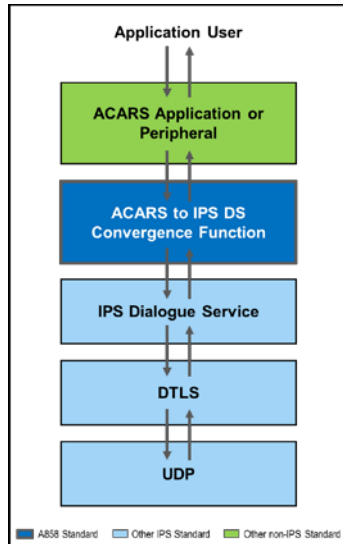 Application User
ACARS Application or
Peripheral
ACARS to IPS DS
Convergence Function
IPS Dialogue Service
DTLS
UDP
A858 Standard
Other IPS Standard
Other non-IPS Standard